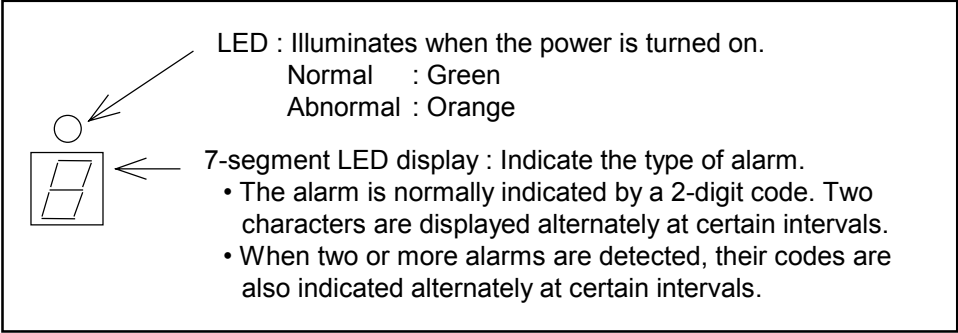 LED : Illuminates when the power is turned on.
Normal : Green
Abnormal : Orange
7-segment LED display : Indicate the type of alarm.
• The alarm is normally indicated by a 2-digit code. Two
characters are displayed alternately at certain intervals.
• When two or more alarms are detected, their codes are
also indicated alternately at certain intervals.